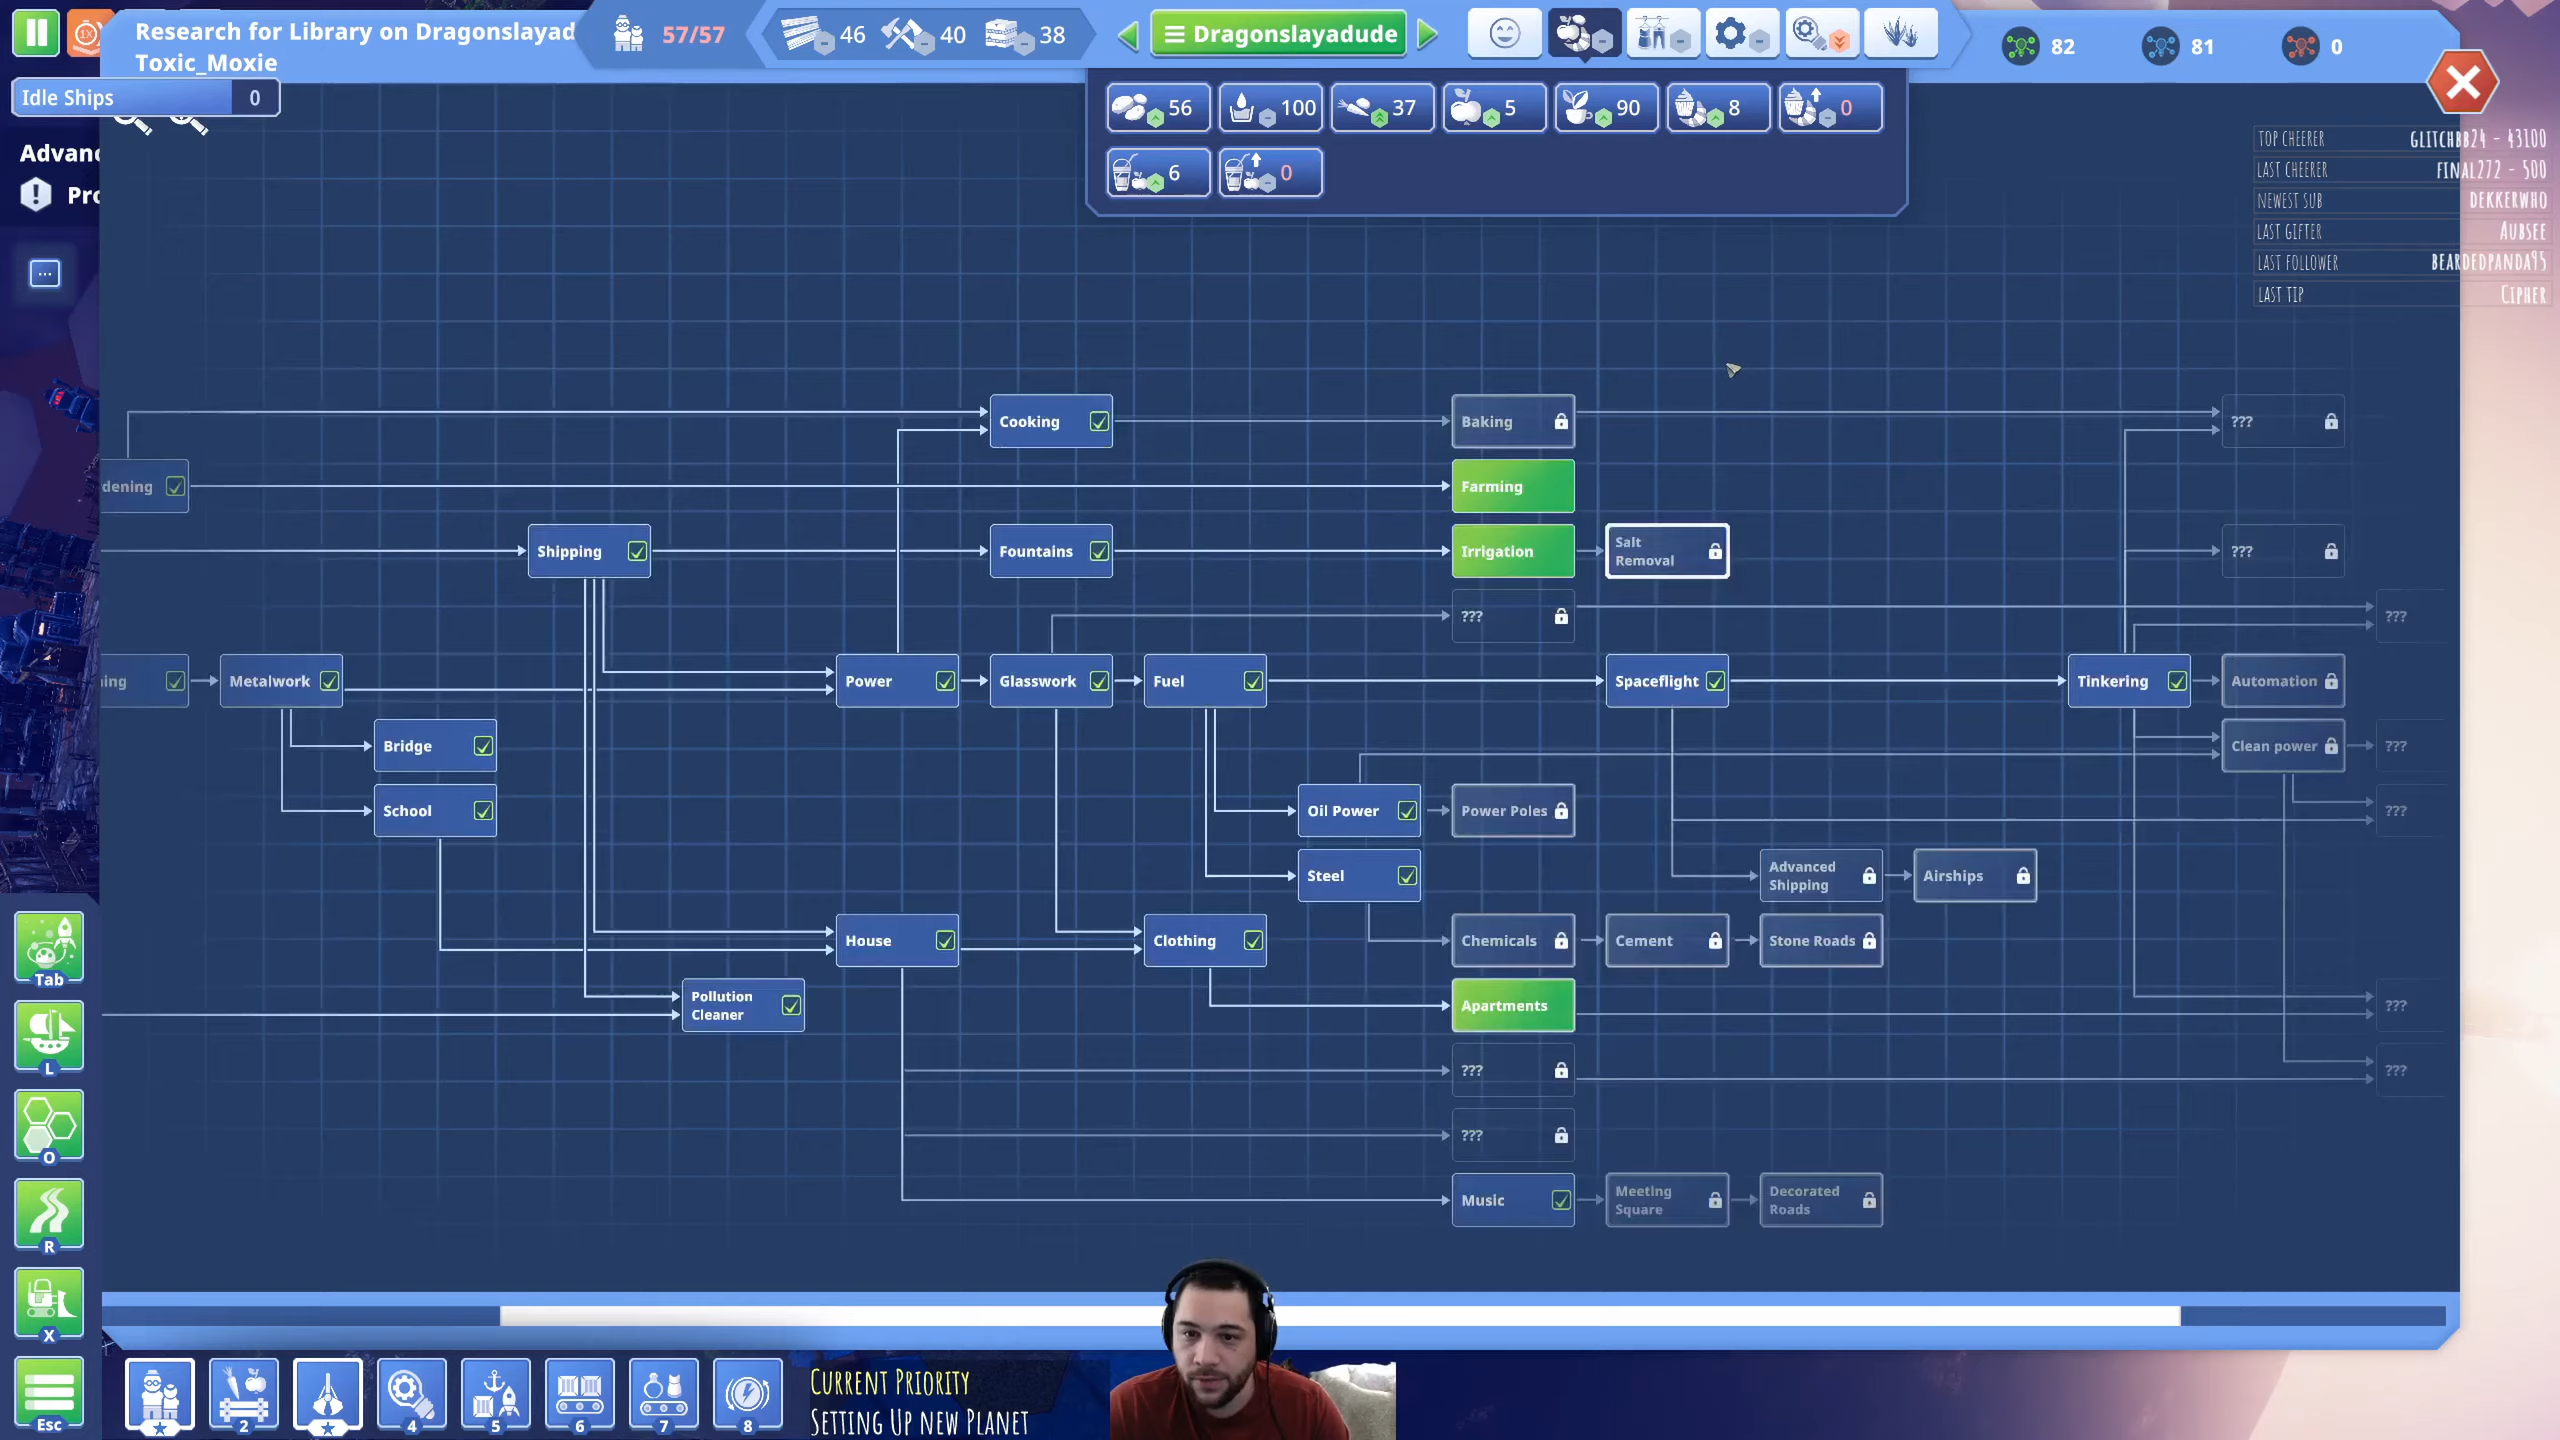 Research for Library on Dragonslayad
Toxic_Moxie
57/57
46
40
38
Dragonslayadude
82
81
0
Idle Ships
0
56
100
37
5
90
8
0
6
0
Advanc
Pro
TOP CHEERER
GLITCHBB24 - 43100
LAST CHEERER
FINAL272 - 500
NEWEST SUB
DEKKERWHO
LAST GIFTER
AUBSEE
LAST FOLLOWER
BEARDEDPANDA95
LAST TIP
CIPHER
Cooking
Baking
???
dening
Farming
Shipping
Fountains
Irrigation
Salt
Removal
???
???
???
ing
Metalwork
Power
Glasswork
Fuel
Spaceflight
Tinkering
Automation
Bridge
Clean power
???
School
Oil Power
Power Poles
???
Steel
Advanced
Shipping
Airships
House
Clothing
Chemicals
Cement
Stone Roads
Pollution
Cleaner
Apartments
???
???
???
???
Music
Meeting
Square
Decorated
Roads
Tab
L
O
R
X
Esc
2
4
5
6
7
8
CURRENT PRIORITY
SETTING UP NEW PLANET